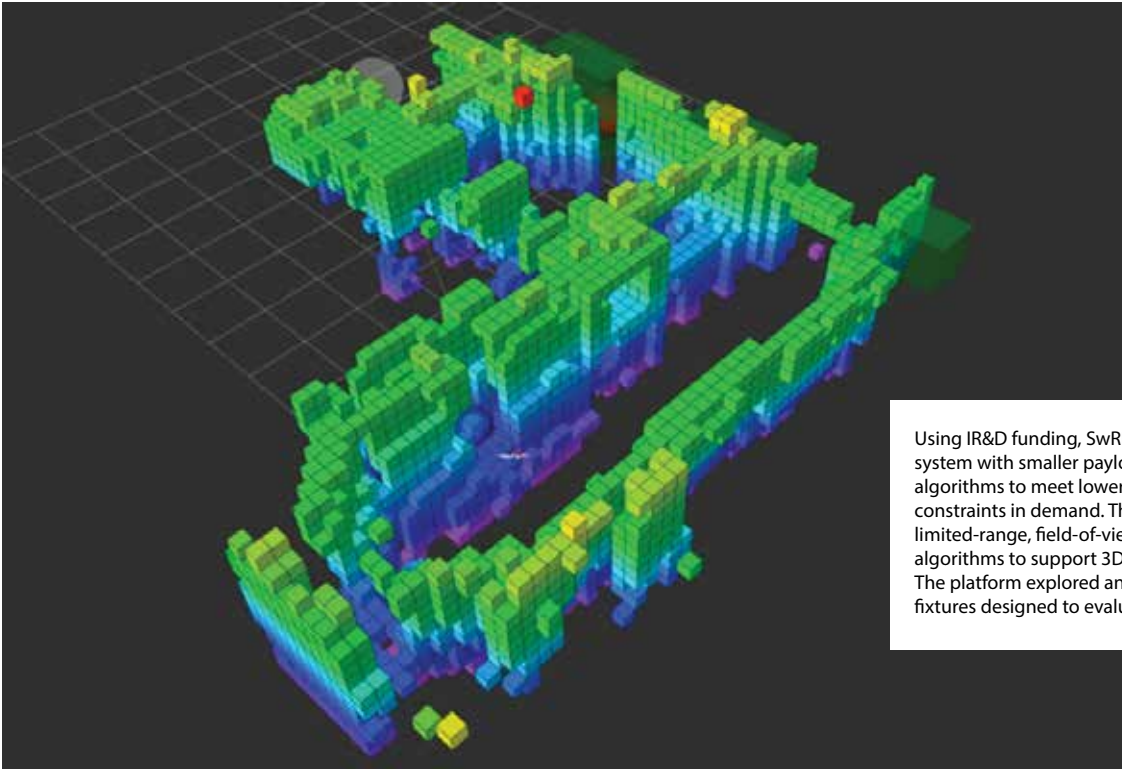 Using IR&D funding, SwR
system with smaller paylo
algorithms to meet lower
constraints in demand. Th
limited-range, field-of-vie
algorithms to support 3D
The platform explored an
fixtures designed to evalu